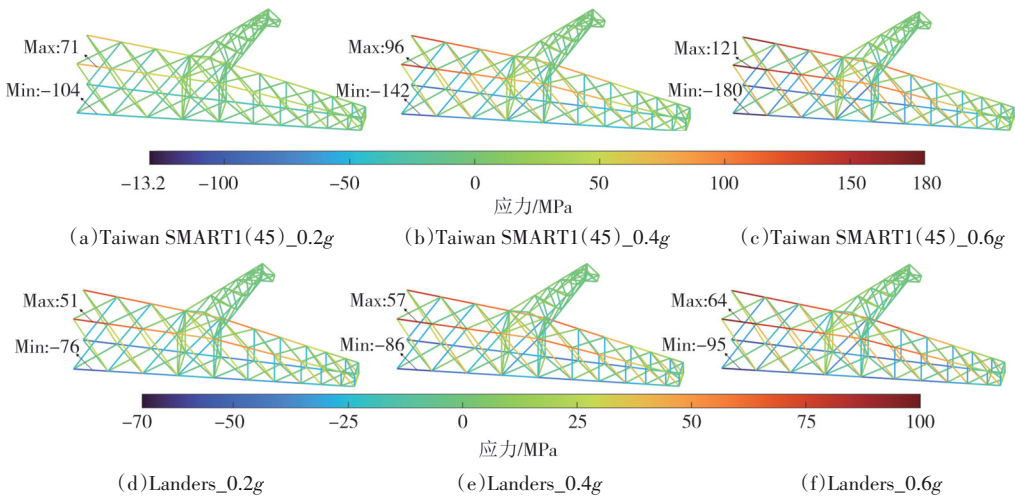 Max:71
Min:−104
Max:96
Min:−142
Max:121
Min:−180
−13.2 −100 −50 0 50 100 150 180
应力/MPa
(a)Taiwan SMART1(45)_0.2g
(b)Taiwan SMART1(45)_0.4g
(c)Taiwan SMART1(45)_0.6g
Max:51
Min:−76
Max:57
Min:−86
Max:64
Min:−95
−70 −50 −25 0 25 50 75 100
应力/MPa
(d)Landers_0.2g
(e)Landers_0.4g
(f)Landers_0.6g